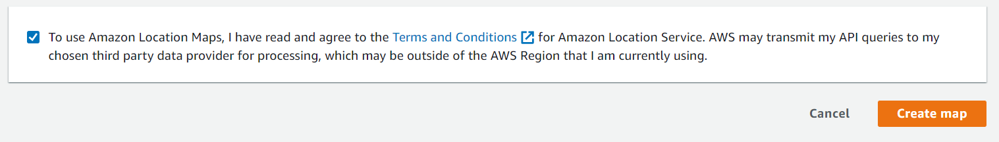 To use Amazon Location Maps, I have read and agree to the Terms and Conditions for Amazon Location Service. AWS may transmit my API queries to my
chosen third party data provider for processing, which may be outside of the AWS Region that I am currently using.
Cancel
Create map